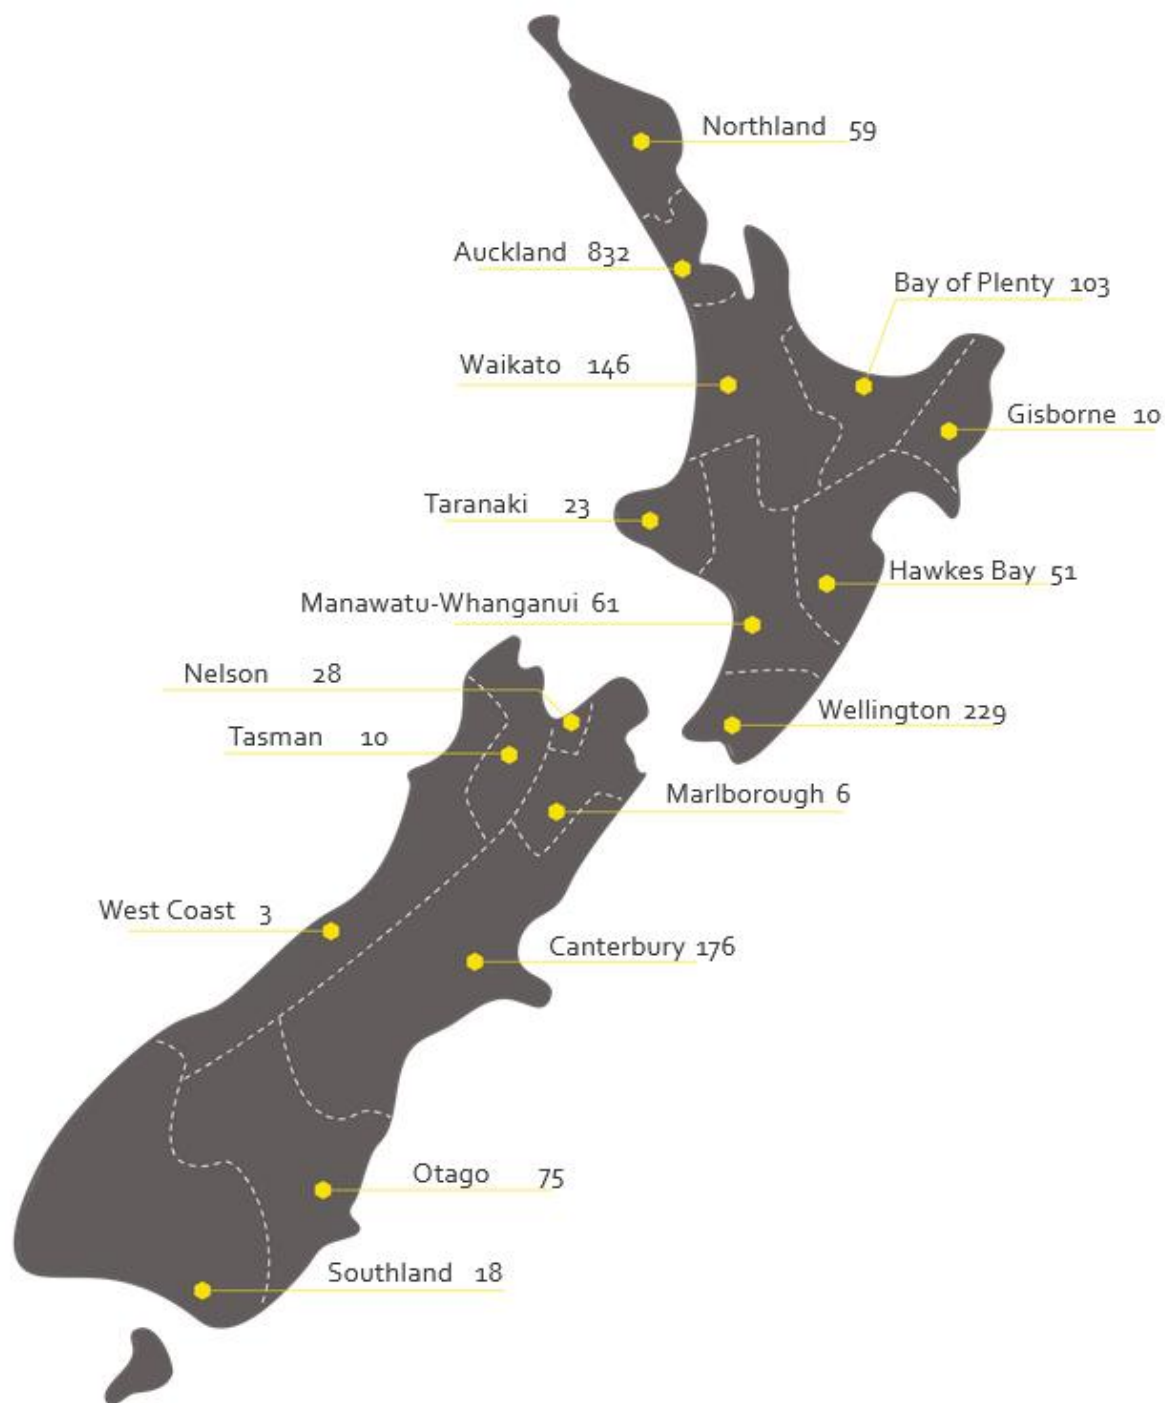 Northland 59
Auckland 832
Bay of Plenty 103
Waikato 146
Gisborne 10
Taranaki 23
Hawkes Bay 51
Manawatu-Whanganui 61
Nelson 28
Wellington 229
Tasman 10
Marlborough 6
West Coast 3
Canterbury 176
Otago 75
Southland 18